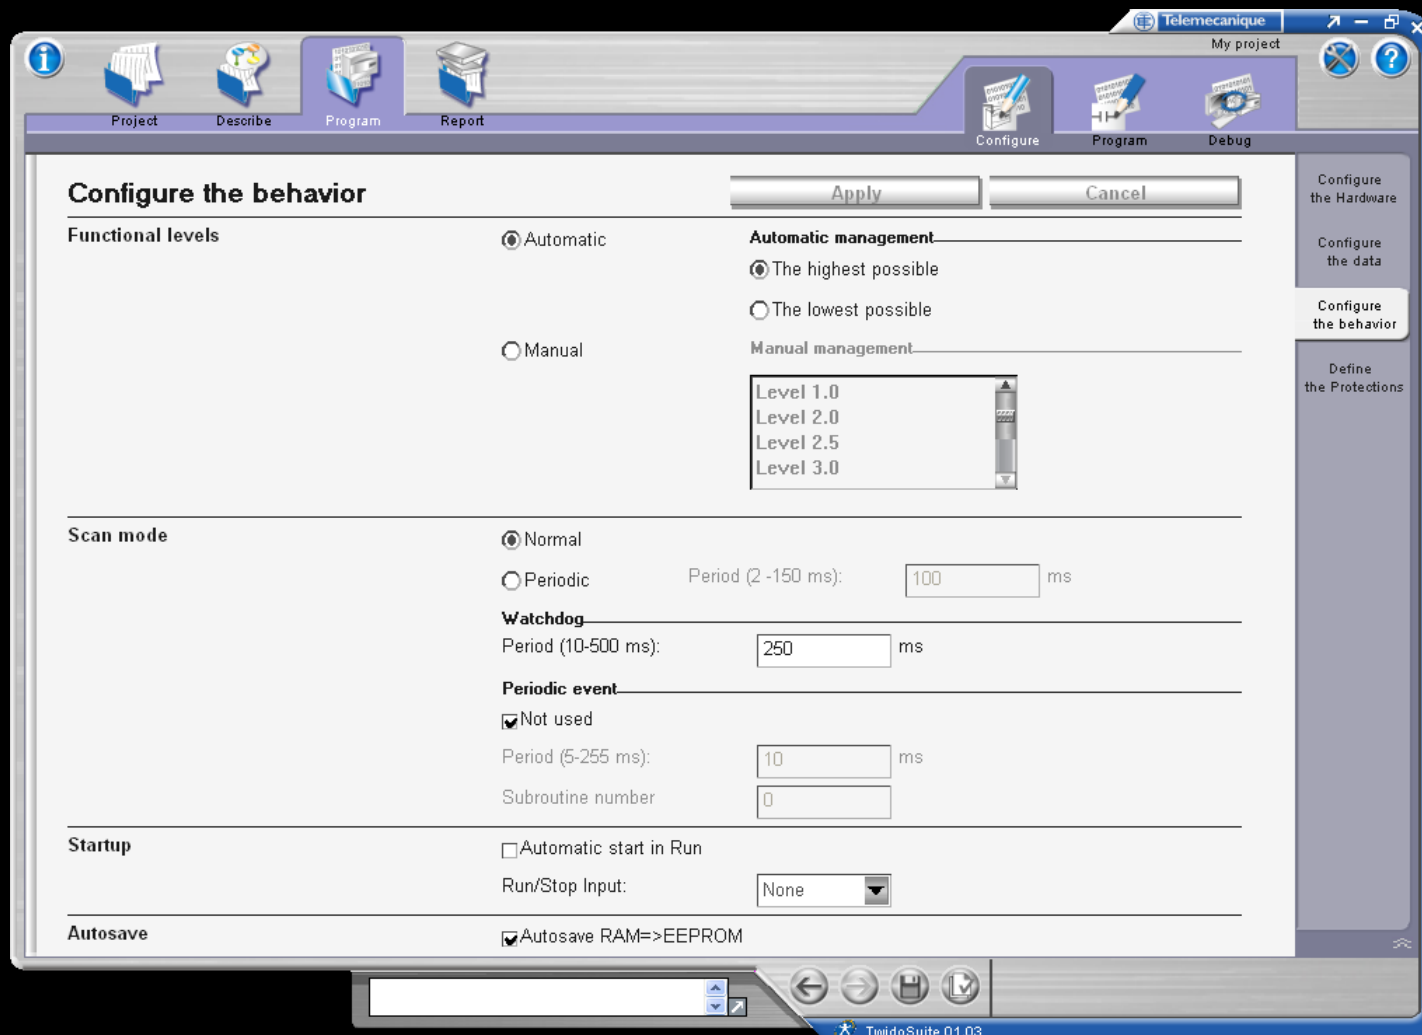 Telemecanique
My project
Project
Describe
Program
Report
Configure
Program
Debug
Configure the behavior
Apply
Cancel
Configure
the Hardware
Configure
the data
Configure
the behavior
Define
the Protections
Functional levels
Automatic
Automatic management
The highest possible
The lowest possible
Manual
Manual management
Level 1.0
Level 2.0
Level 2.5
Level 3.0
Scan mode
Normal
Periodic
Period (2 -150 ms):
100
ms
Watchdog
Period (10-500 ms):
250
ms
Periodic event
Not used
Period (5-255 ms):
10
ms
Subroutine number
0
Startup
Automatic start in Run
Run/Stop Input:
None
Autosave
Autosave RAM=>EEPROM
TwidoSuite 01.03